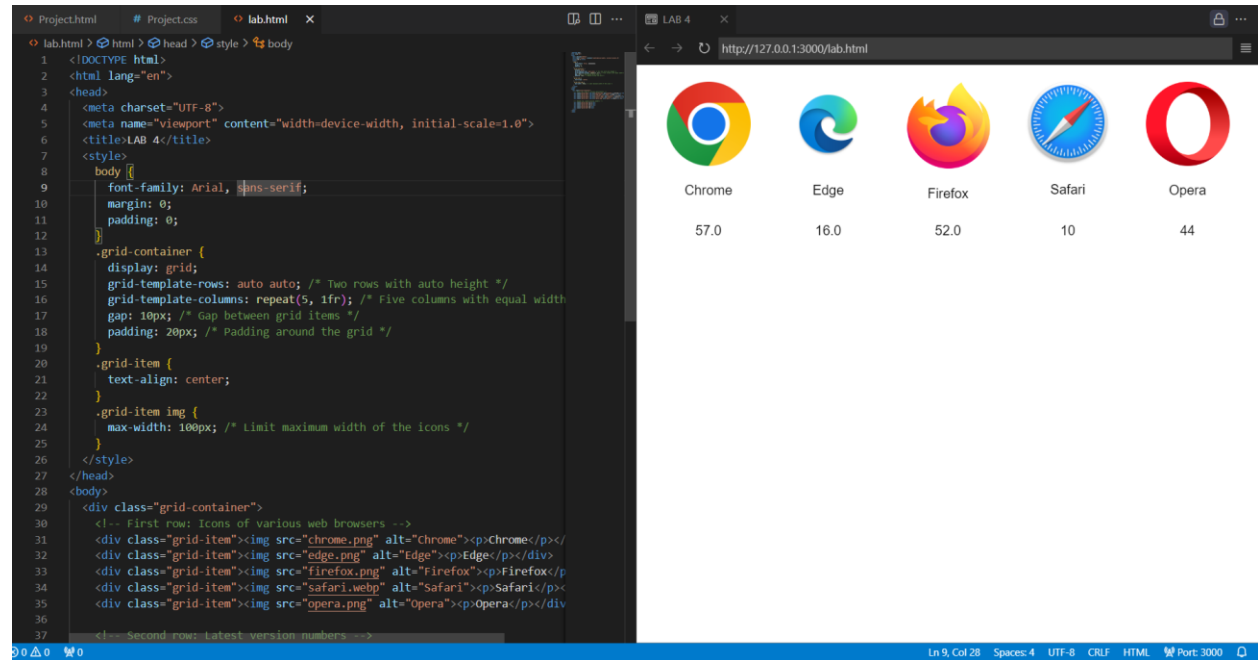 Project.html # Project.css lab.html
lab.html > html > head > style > body
1 <!DOCTYPE html>
2 <html lang="en">
3 <head>
4 <meta charset="UTF-8">
5 <meta name="viewport" content="width=device-width, initial-scale=1.0">
6 <title>LAB 4</title>
7 <style>
8 body {
9 font-family: Arial, sans-serif;
10 margin: 0;
11 padding: 0;
12 }
13 .grid-container {
14 display: grid;
15 grid-template-rows: auto auto; /* Two rows with auto height */
16 grid-template-columns: repeat(5, 1fr); /* Five columns with equal width
17 gap: 10px; /* Gap between grid items */
18 padding: 20px; /* Padding around the grid */
19 }
20 .grid-item {
21 text-align: center;
22 }
23 .grid-item img {
24 max-width: 100px; /* Limit maximum width of the icons */
25 }
26 </style>
27 </head>
28 <body>
29 <div class="grid-container">
30 <!-- First row: Icons of various web browsers -->
31 <div class="grid-item"><img src="chrome.png" alt="Chrome"><p>Chrome</p></
32 <div class="grid-item"><img src="edge.png" alt="Edge"><p>Edge</p></div>
33 <div class="grid-item"><img src="firefox.png" alt="Firefox"><p>Firefox</p
34 <div class="grid-item"><img src="safari.webp" alt="Safari"><p>Safari</p><
35 <div class="grid-item"><img src="opera.png" alt="Opera"><p>Opera</p></div
36
37 <!-- Second row: Latest version numbers -->
LAB 4
http://127.0.0.1:3000/lab.html
Chrome Edge Firefox Safari Opera
57.0 16.0 52.0 10 44
0 0 0 Ln 9, Col 28 Spaces: 4 UTF-8 CRLF HTML Port: 3000